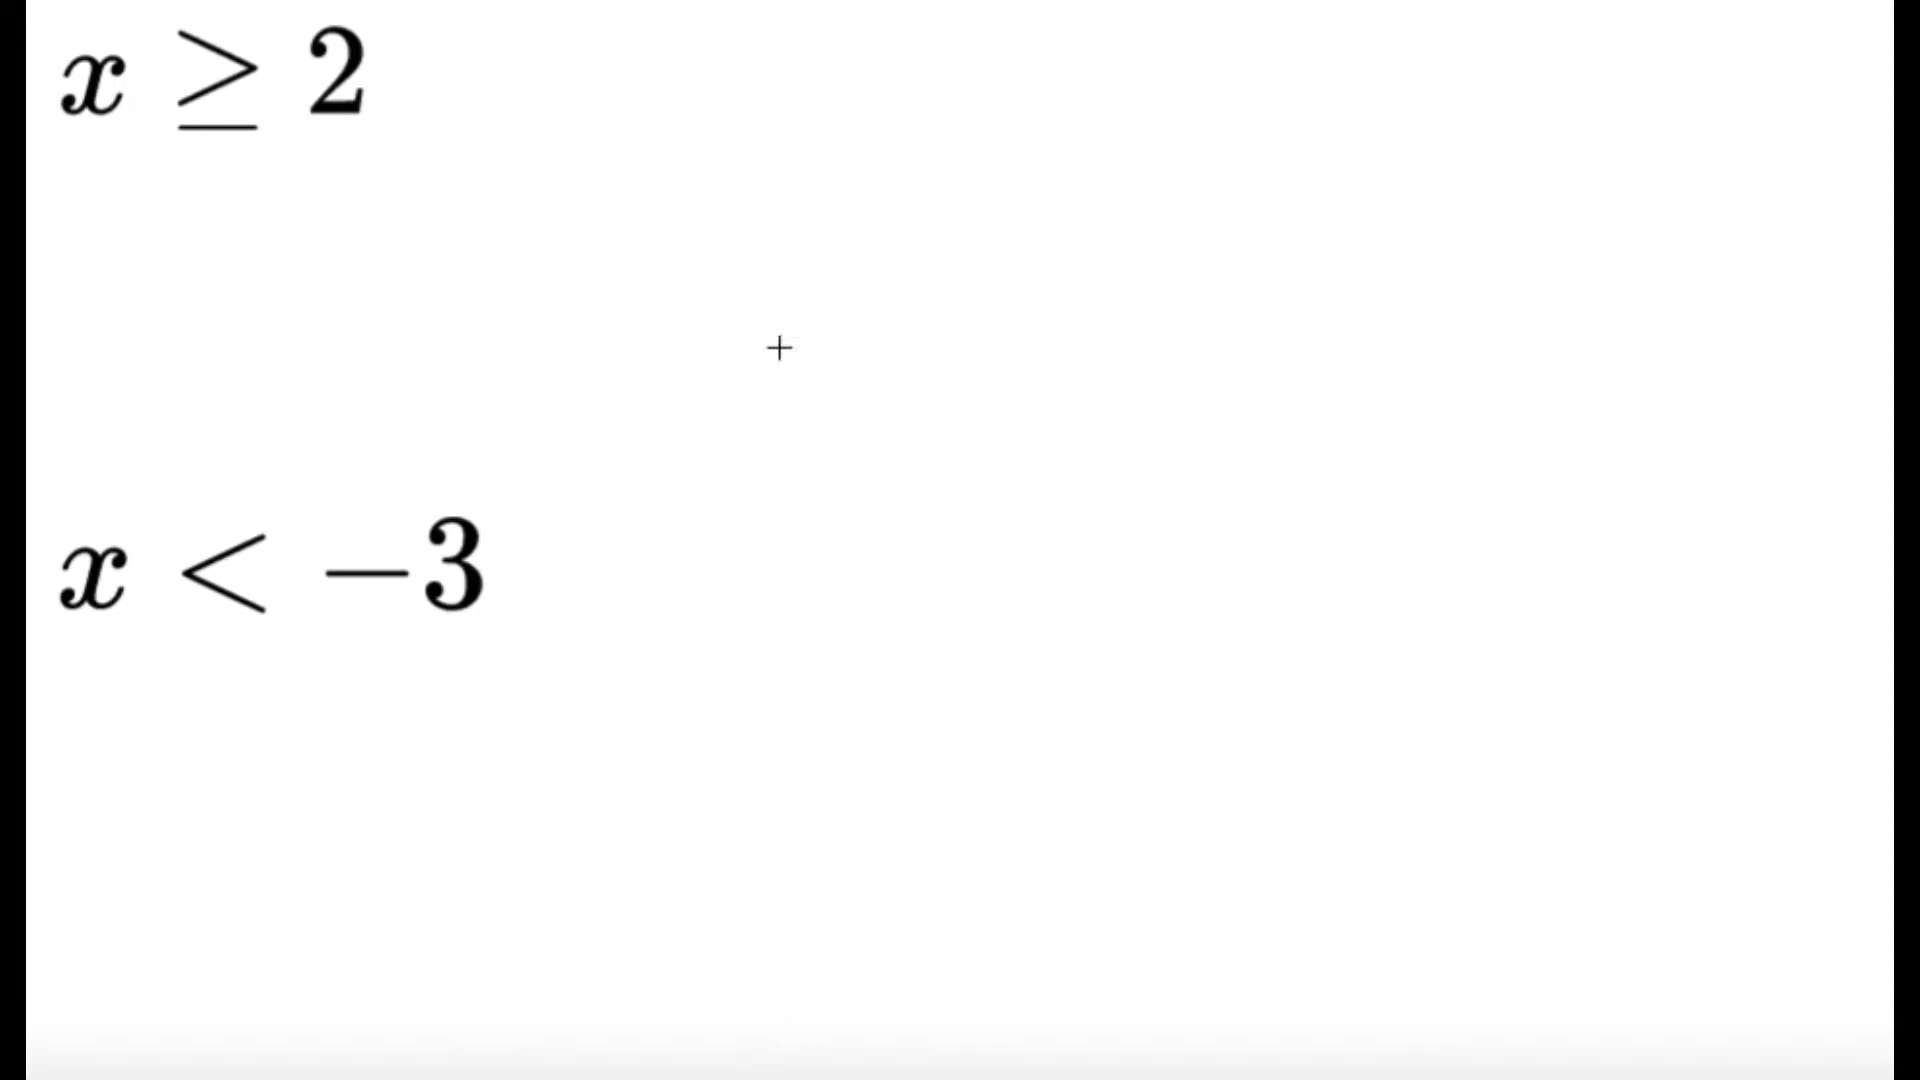 x ≥ 2
x < −3